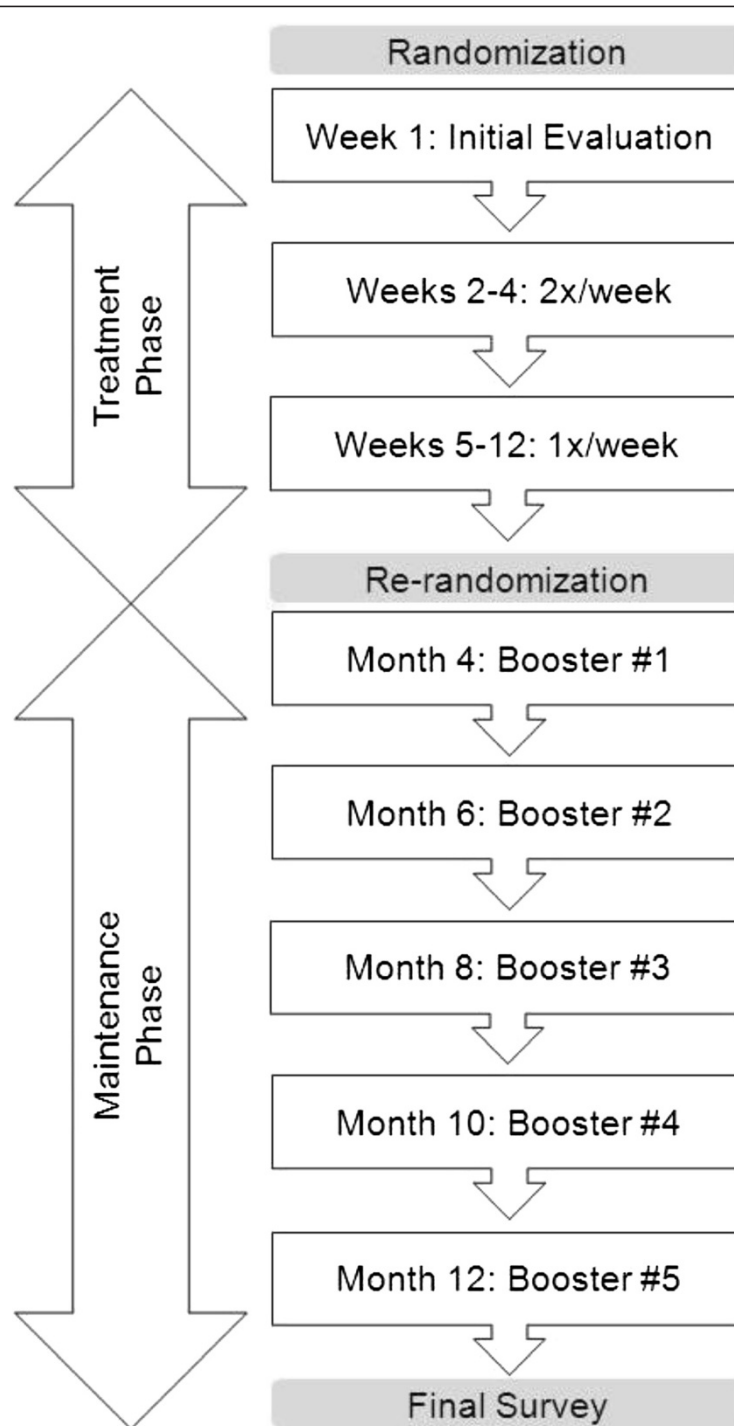 Randomization
Week 1: Initial Evaluation
Weeks 2-4: 2x/week
Weeks 5-12: 1x/week
Treatment
Phase
Re-randomization
Month 4: Booster #1
Month 6: Booster #2
Month 8: Booster #3
Month 10: Booster #4
Month 12: Booster #5
Maintenance
Phase
Final Survey